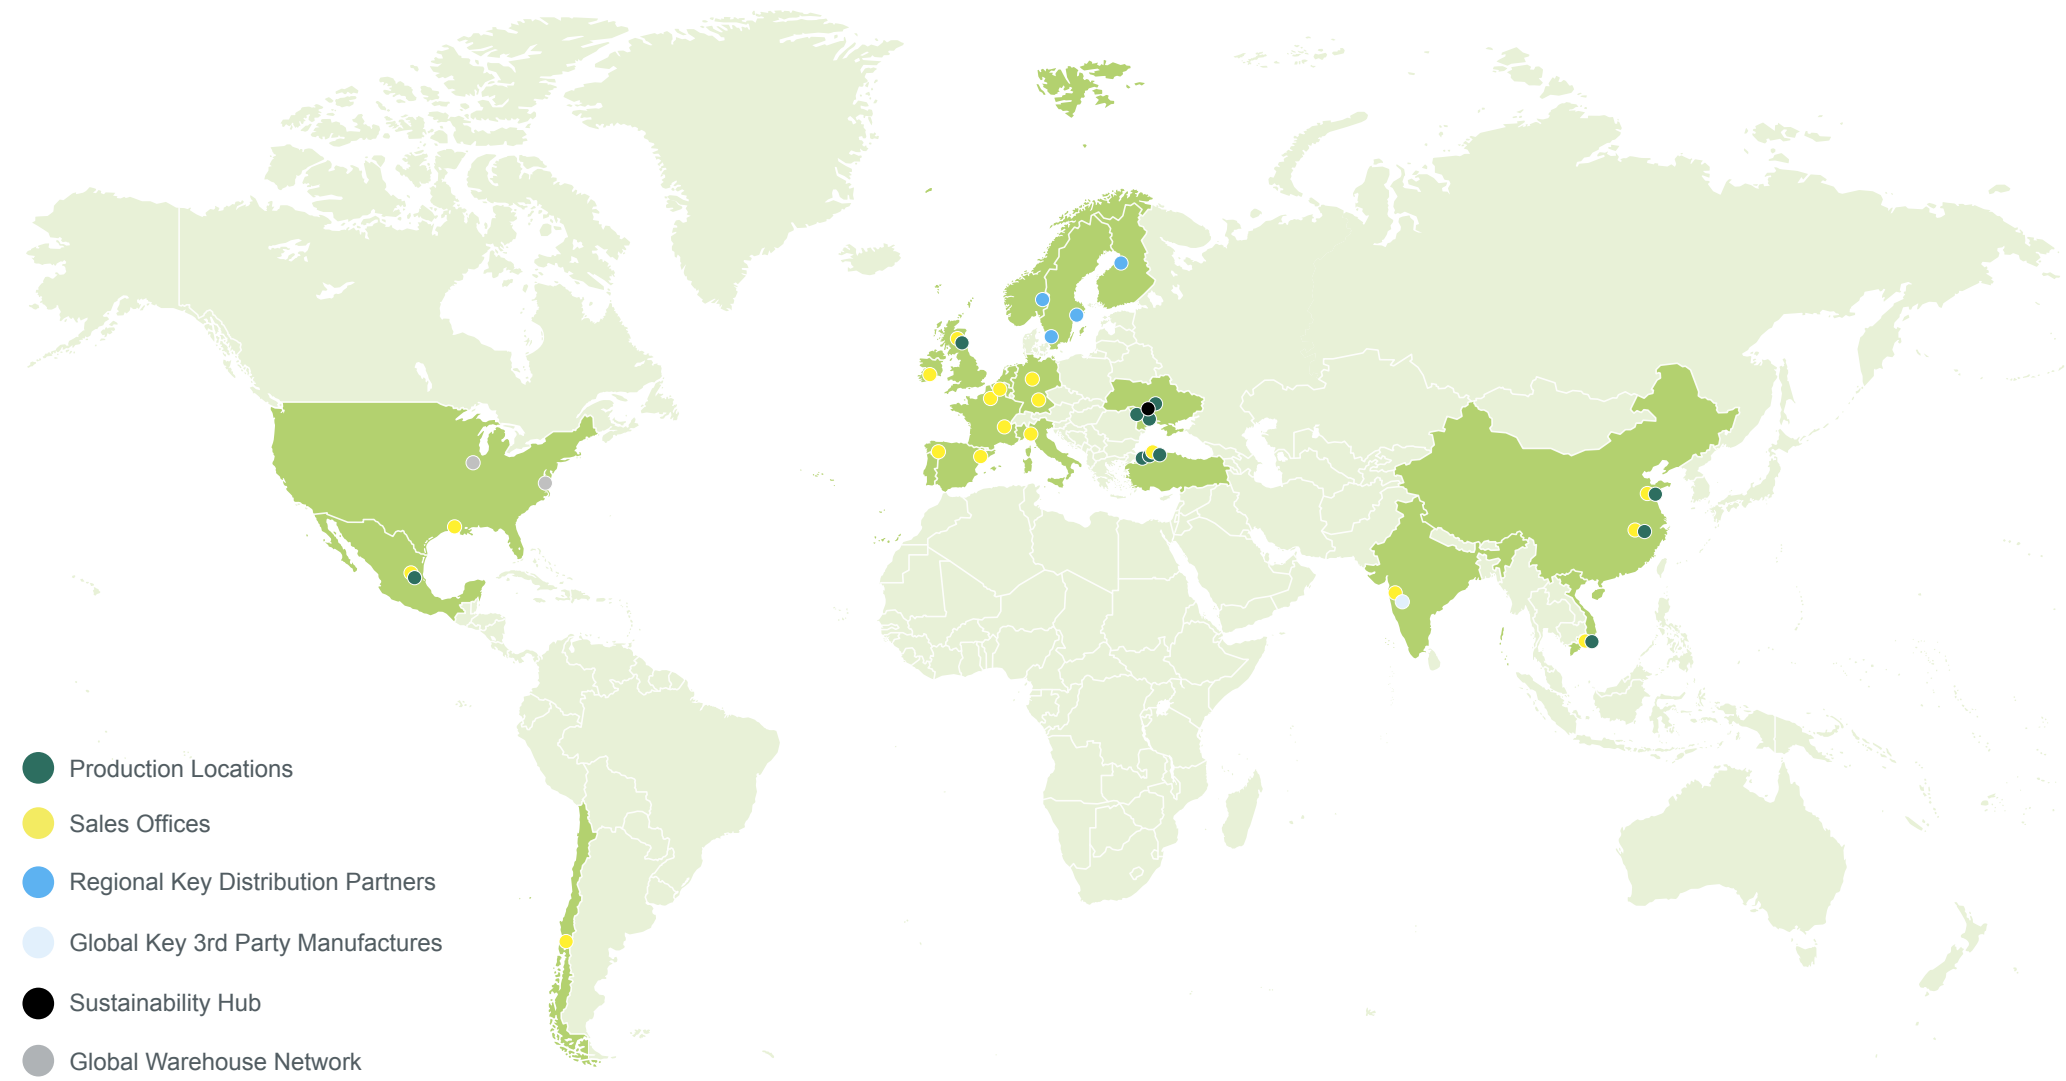 Production Locations
Sales Offices
Regional Key Distribution Partners
Global Key 3rd Party Manufactures
Sustainability Hub
Global Warehouse Network